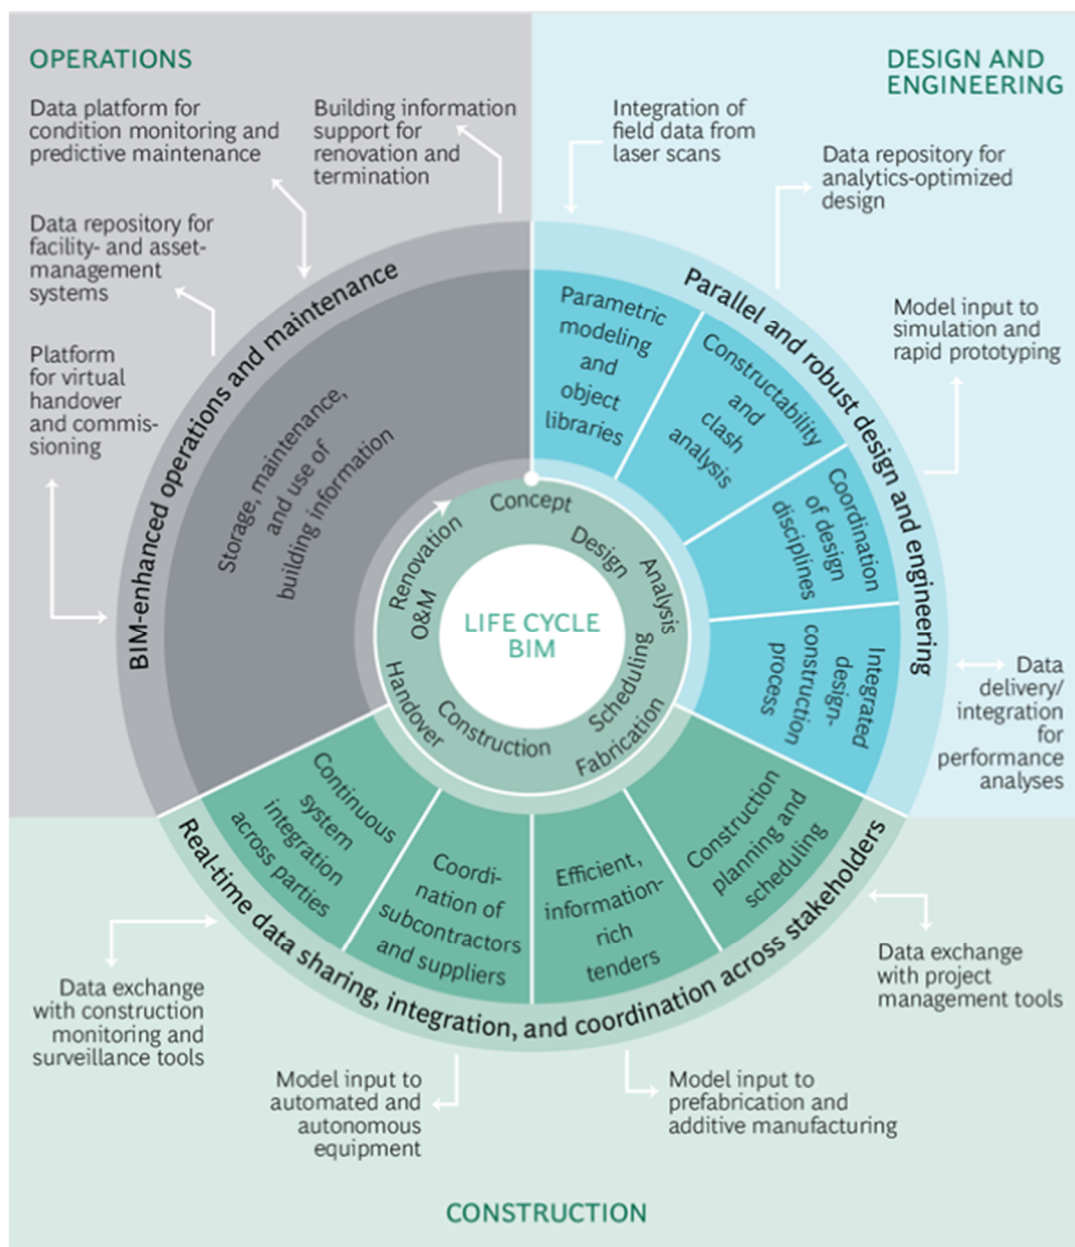 OPERATIONS
Data platform for
condition monitoring and
predictive maintenance
Building information
support for
renovation and
termination
Data repository for
facility- and asset-
management
systems
Platform
for virtual
handover
and commis-
sioning
DESIGN AND
ENGINEERING
Integration of
field data from
laser scans
Data repository for
analytics-optimized
design
Model input to
simulation and
rapid prototyping
Data
delivery/
integration
for
performance
analyses
BIM-enhanced operations and maintenance
Storage, maintenance,
and use of
building information
Parallel and robust design and engineering
Parametric
modeling
and
object
libraries
Constructability
and
clash
analysis
Coordination
of design
disciplines
Integrated
design-
construction
process
Concept
Design
Analysis
Scheduling
Fabrication
Construction
Handover
O&M
Renovation
LIFE CYCLE
BIM
Continuous
system
integration
across parties
Coordi-
nation of
subcontractors
and suppliers
Efficient,
information-
rich
tenders
Construction
planning and
scheduling
Real-time data sharing, integration, and coordination across stakeholders
Data exchange
with construction
monitoring and
surveillance tools
Model input to
automated and
autonomous
equipment
Model input to
prefabrication and
additive manufacturing
Data exchange
with project
management tools
CONSTRUCTION